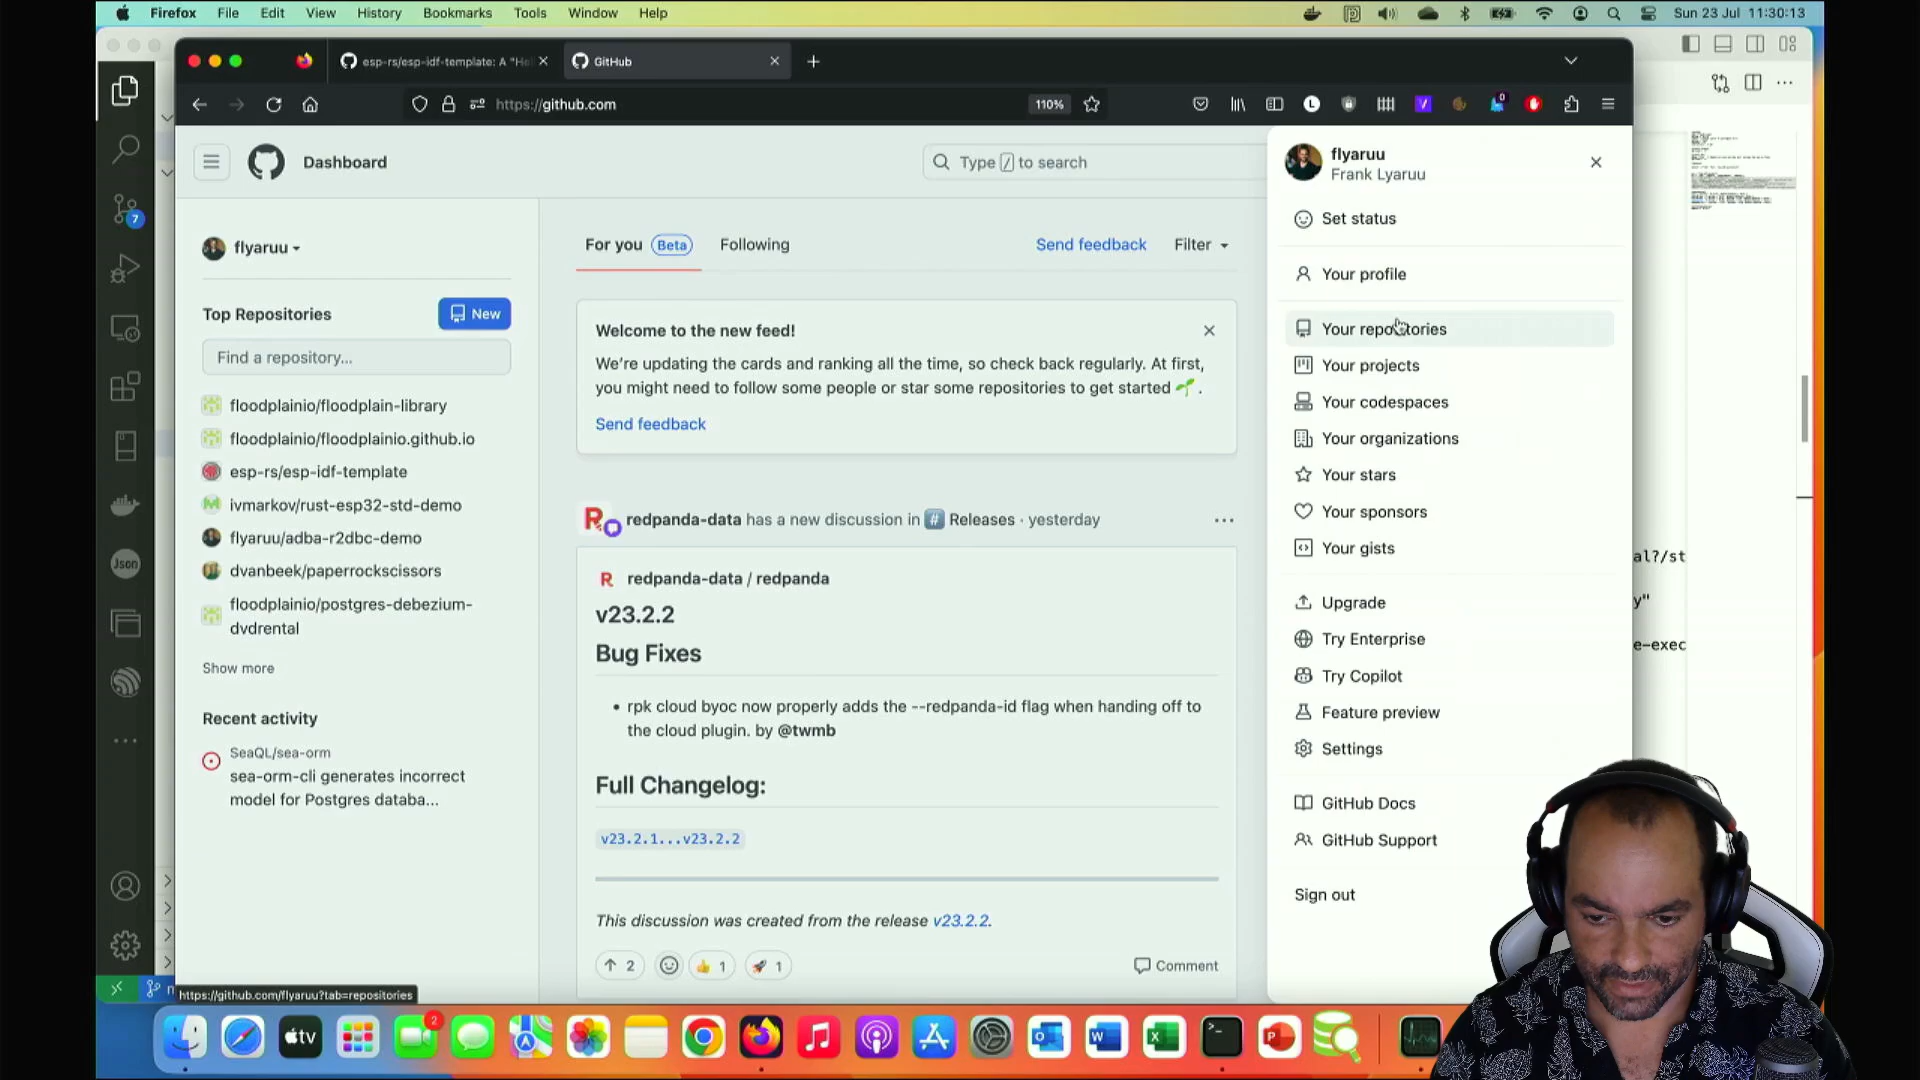 Firefox File Edit View History Bookmarks Tools Window Help Sun 23 Jul 11:30:13
esp-rs/esp-idf-template: A "He
GitHub
https://github.com 110% L V 0
Dashboard
Type / to search
flyaruu
Frank Lyaruu
Set status
Your profile
Your repositories
Your projects
Your codespaces
Your organizations
Your stars
Your sponsors
Your gists
Upgrade
Try Enterprise
Try Copilot
Feature preview
Settings
GitHub Docs
GitHub Support
Sign out
flyaruu
Top Repositories New
Find a repository...
floodplainio/floodplain-library
floodplainio/floodplainio.github.io
esp-rs/esp-idf-template
ivmarkov/rust-esp32-std-demo
flyaruu/adba-r2dbc-demo
dvanbeek/paperrockscissors
floodplainio/postgres-debezium-
dvdrental
Show more
Recent activity
SeaQL/sea-orm
sea-orm-cli generates incorrect
model for Postgres databa...
For you Beta Following Send feedback Filter
Welcome to the new feed!
We're updating the cards and ranking all the time, so check back regularly. At first,
you might need to follow some people or star some repositories to get started 🌱 .
Send feedback
redpanda-data has a new discussion in # Releases · yesterday
redpanda-data / redpanda
v23.2.2
Bug Fixes
• rpk cloud byoc now properly adds the --redpanda-id flag when handing off to
the cloud plugin. by @twmb
Full Changelog:
v23.2.1...v23.2.2
This discussion was created from the release v23.2.2.
2 1 1 Comment
7
Json
al?/st
y"
e-exec
https://github.com/flyaruu?tab=repositories
tv 2